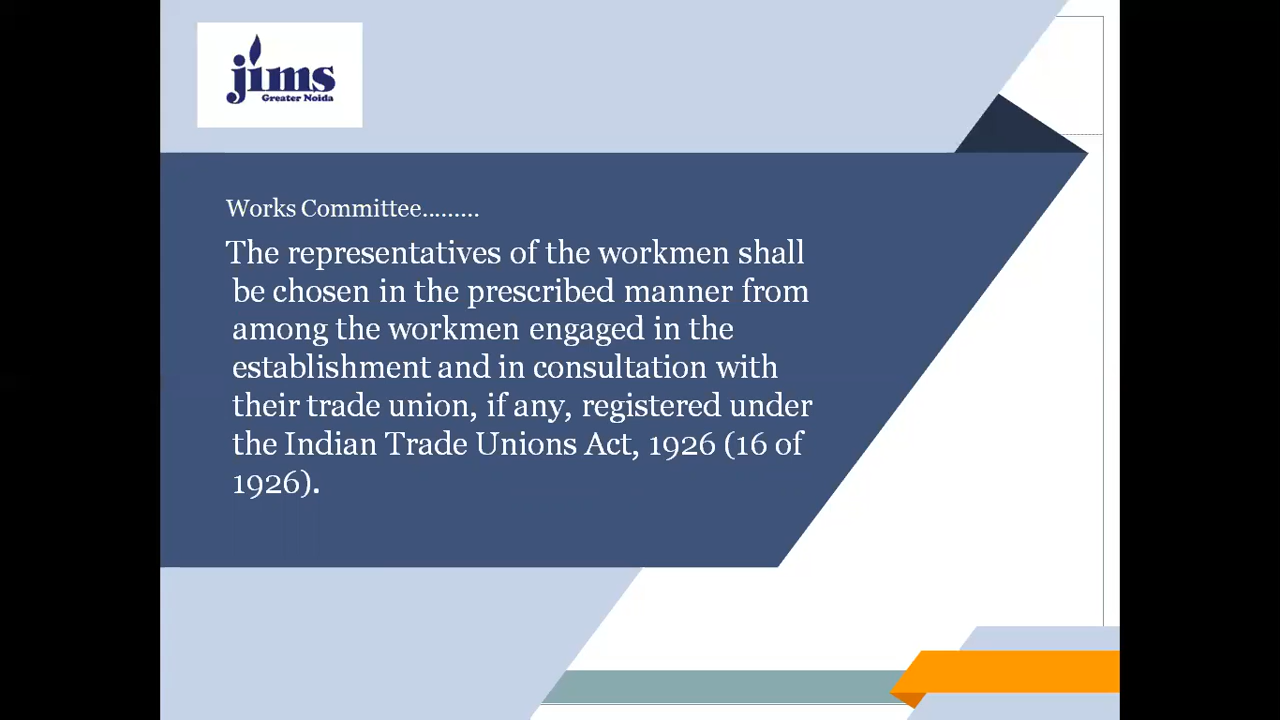 jims
Greater Noida
Works Committee.........
The representatives of the workmen shall
be chosen in the prescribed manner from
among the workmen engaged in the
establishment and in consultation with
their trade union, if any, registered under
the Indian Trade Unions Act, 1926 (16 of
1926).